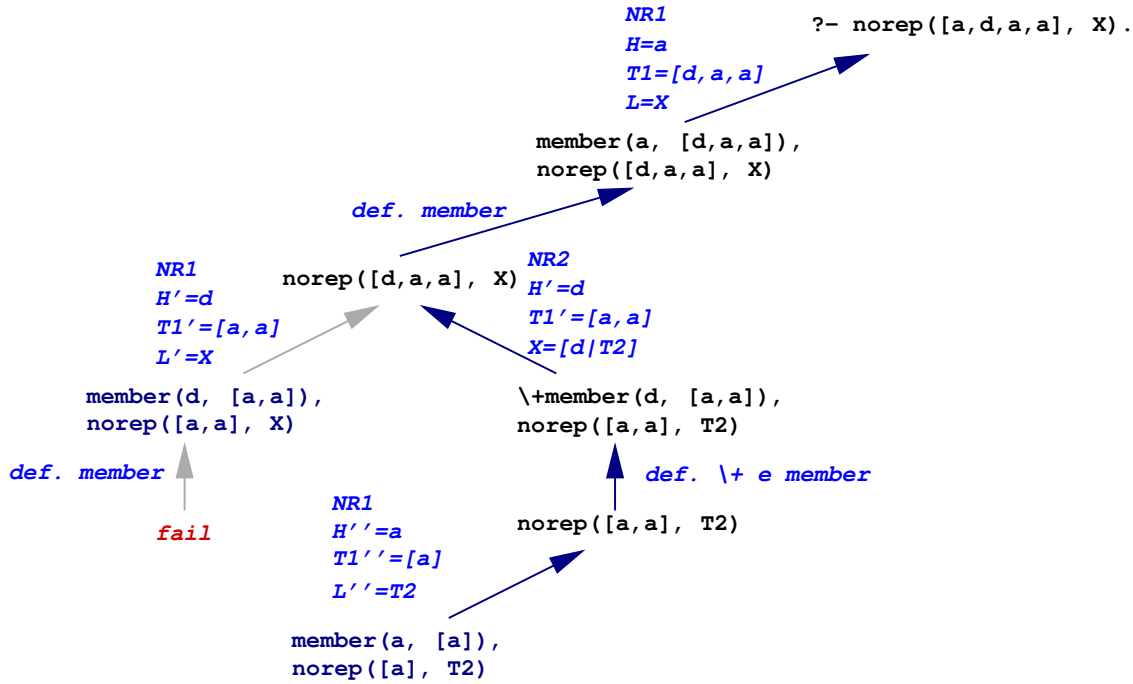 NR1
?- norep([a,d,a,a], X).
H=a
T1=[d,a,a]
L=X
member(a, [d,a,a]),
norep([d,a,a], X)
def. member
NR1
H'=d
T1'=[a,a]
L'=X
norep([d,a,a], X)
NR2
H'=d
T1'=[a,a]
X=[d|T2]
member(d, [a,a]),
norep([a,a], X)
\+member(d, [a,a]),
norep([a,a], T2)
def. member
def. \+ e member
fail
NR1
H''=a
T1''=[a]
L''=T2
norep([a,a], T2)
member(a, [a]),
norep([a], T2)